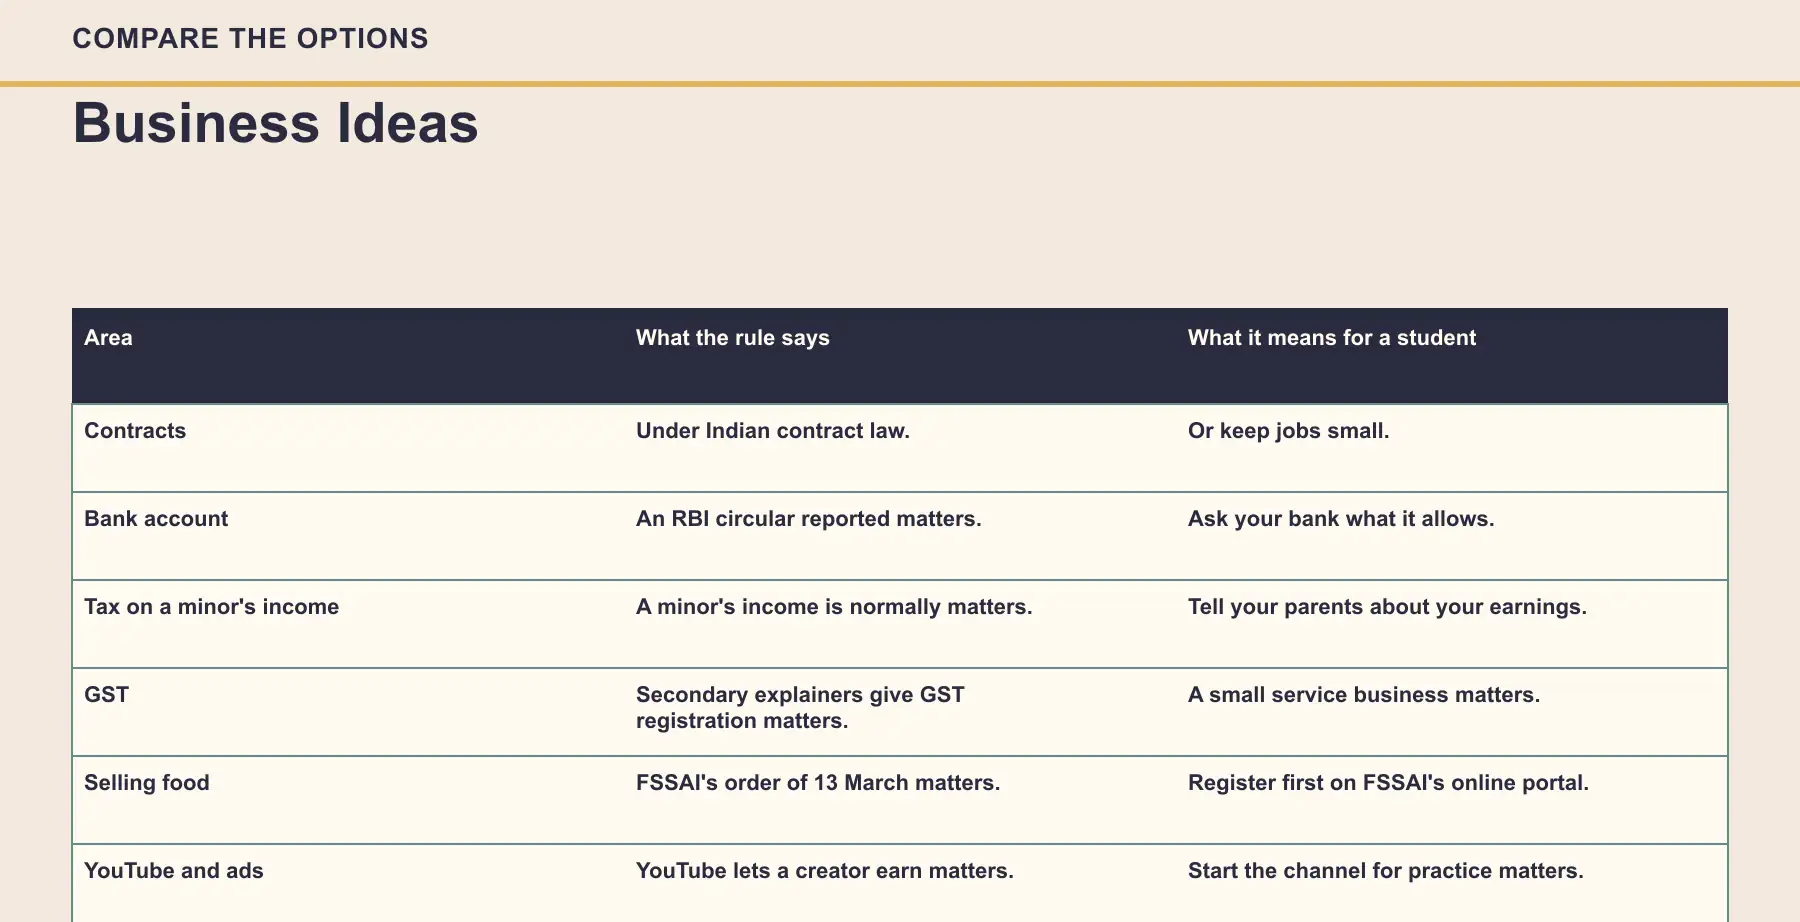 COMPARE THE OPTIONS
Business Ideas
Area
What the rule says
What it means for a student
Contracts
Under Indian contract law.
Or keep jobs small.
Bank account
An RBI circular reported matters.
Ask your bank what it allows.
Tax on a minor's income
A minor's income is normally matters.
Tell your parents about your earnings.
GST
Secondary explainers give GST
registration matters.
A small service business matters.
Selling food
FSSAI's order of 13 March matters.
Register first on FSSAI's online portal.
YouTube and ads
YouTube lets a creator earn matters.
Start the channel for practice matters.